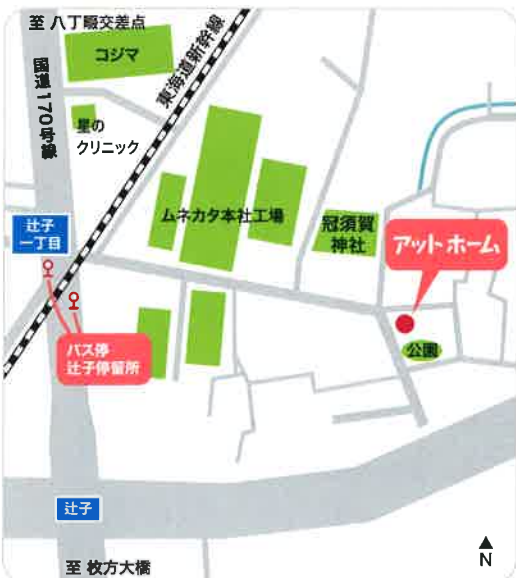 至 八丁畷交差点
コジマ
東海道新幹線
国道170号線
星の
クリニック
ムネカタ本社工場
冠須賀
神社
アットホーム
辻子
一丁目
バス停
辻子停留所
公園
辻子
至 枚方大橋
N